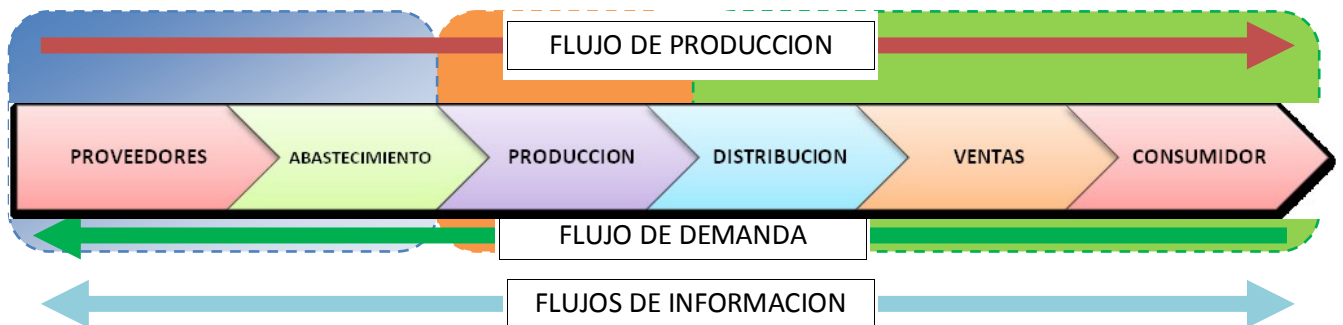 FLUJO DE PRODUCCION
PROVEEDORES
ABASTECIMIENTO
PRODUCCION
DISTRIBUCION
VENTAS
CONSUMIDOR
FLUJO DE DEMANDA
FLUJOS DE INFORMACION